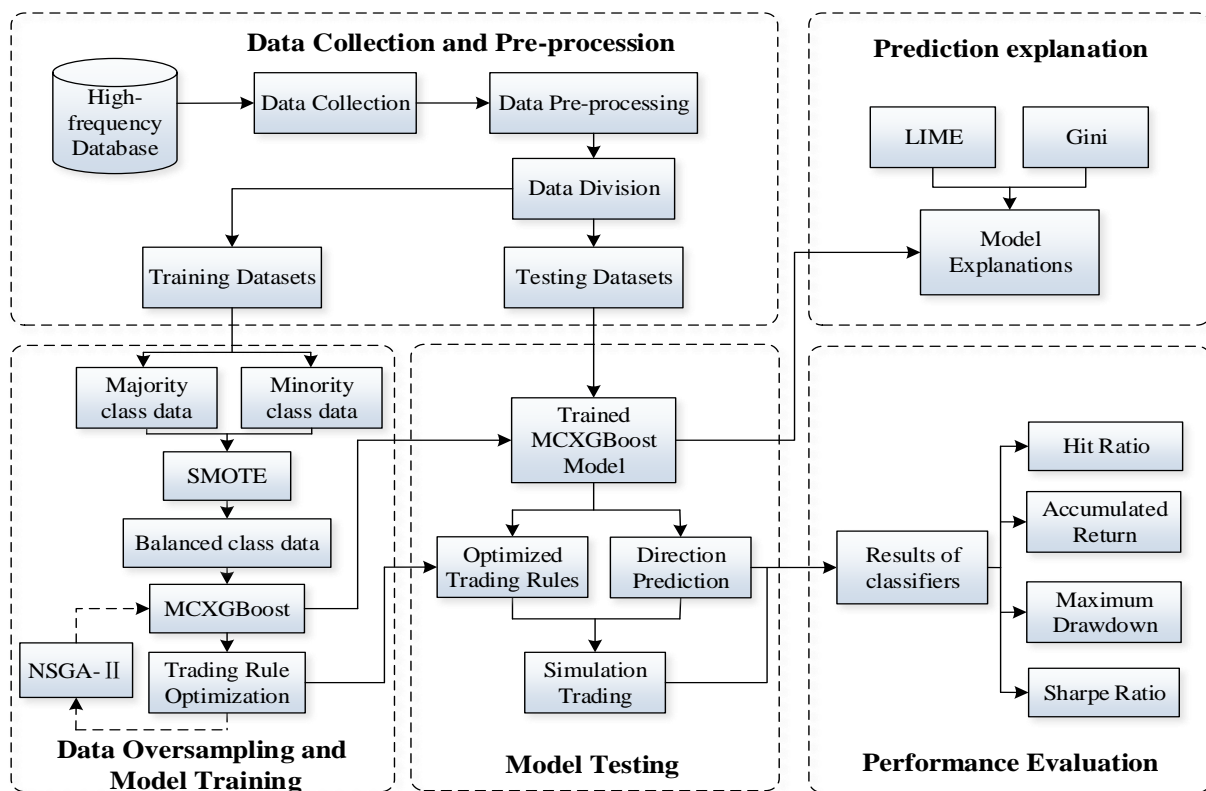 Data Collection and Pre-procession
High-
frequency
Database
Data Collection
Data Pre-processing
Data Division
Training Datasets
Testing Datasets
Prediction explanation
LIME
Gini
Model
Explanations
Majority
class data
Minority
class data
SMOTE
Balanced class data
MCXGBoost
NSGA-Ⅱ
Trading Rule
Optimization
Data Oversampling and
Model Training
Trained
MCXGBoost
Model
Optimized
Trading Rules
Direction
Prediction
Simulation
Trading
Model Testing
Results of
classifiers
Hit Ratio
Accumulated
Return
Maximum
Drawdown
Sharpe Ratio
Performance Evaluation